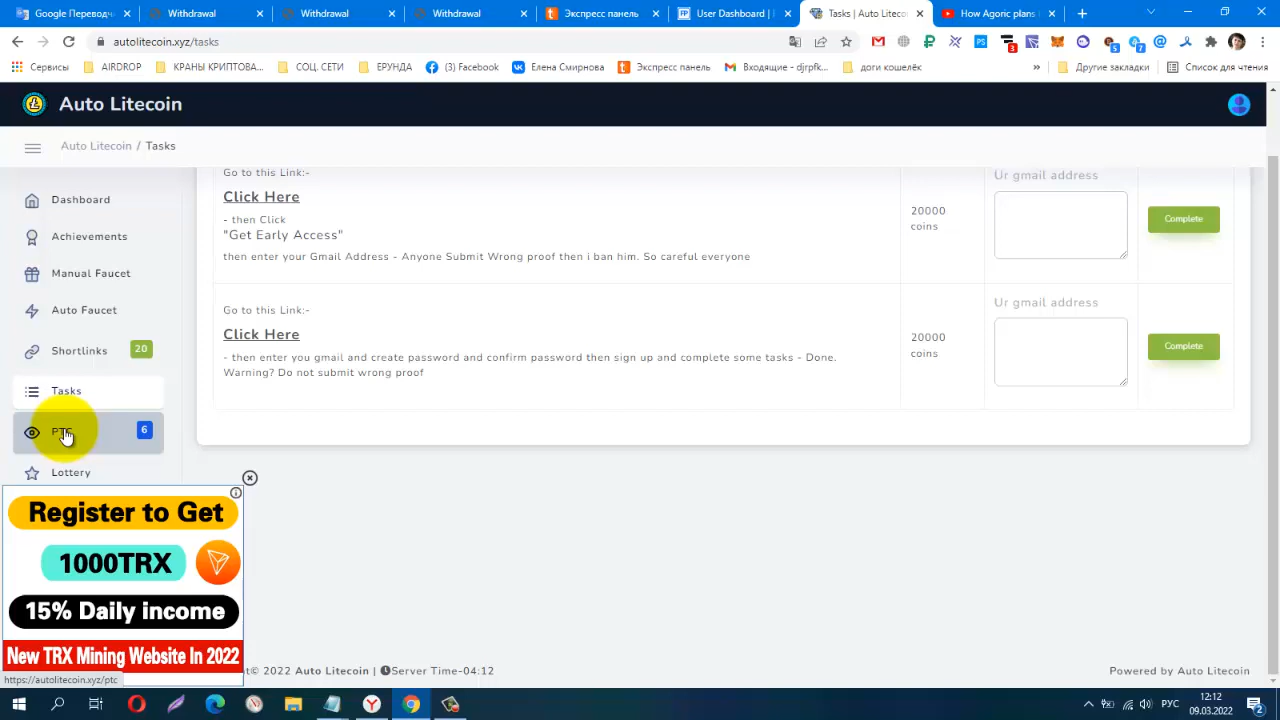 Google Переводч
Withdrawal
Withdrawal
Withdrawal
Экспресс панель
User Dashboard |
Tasks | Auto Litecoin
How Agoric plans
autolitecoin.xyz/tasks
Сервисы
AIRDROP
КРАНЫ КРИПТОВА...
СОЦ. СЕТИ
ЕРУНДА
(3) Facebook
Елена Смирнова
Экспресс панель
Входящие - djrpfk...
доги кошелёк
»
Другие закладки
Список для чтения
Auto Litecoin
Auto Litecoin / Tasks
Dashboard
Achievements
Manual Faucet
Auto Faucet
Shortlinks 20
Tasks
PTC 6
Lottery
Go to this Link:-
Click Here
- then Click
"Get Early Access"
then enter your Gmail Address - Anyone Submit Wrong proof then i ban him. So careful everyone
20000
coins
Ur gmail address
Complete
Go to this Link:-
Click Here
- then enter you gmail and create password and confirm password then sign up and complete some tasks - Done.
Warning? Do not submit wrong proof
20000
coins
Ur gmail address
Complete
Register to Get
1000TRX
15% Daily income
New TRX Mining Website In 2022
https://autolitecoin.xyz/ptc
© 2022 Auto Litecoin | Server Time-04:12
Powered by Auto Litecoin
РУС
12:12
09.03.2022
2